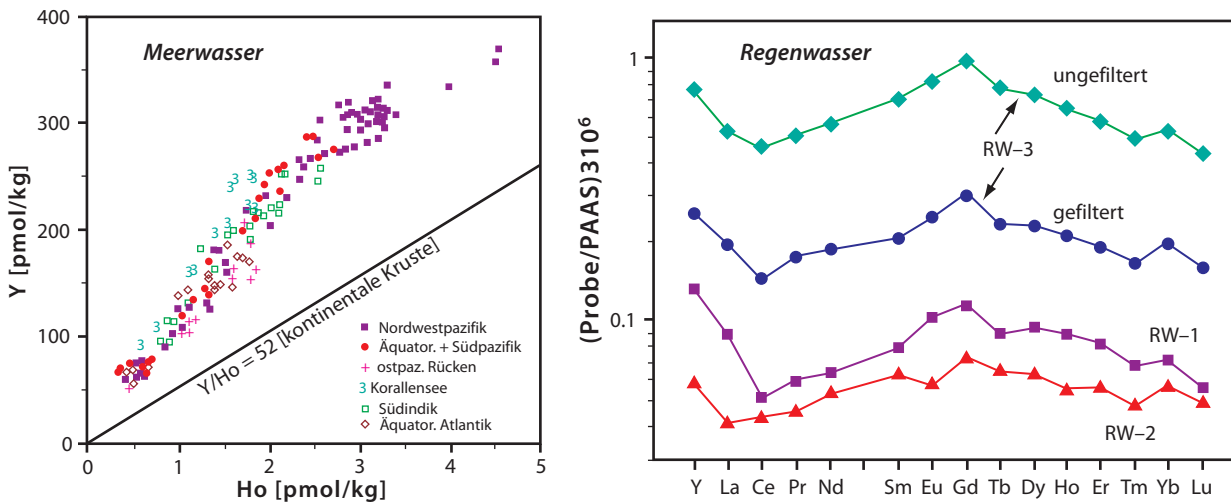 Meerwasser
400
300
200
100
0
Y [pmol/kg]
0 1 2 3 4 5
Ho [pmol/kg]
Y/Ho = 52 [kontinentale Kruste]
Nordwestpazifik
Äquator. + Südpazifik
ostpaz. Rücken
3 Korallensee
Südindik
Äquator. Atlantik
Regenwasser
1
0.1
(Probe/PAAS)310⁶
ungefiltert
RW–3
gefiltert
RW–1
RW–2
Y La Ce Pr Nd Sm Eu Gd Tb Dy Ho Er Tm Yb Lu